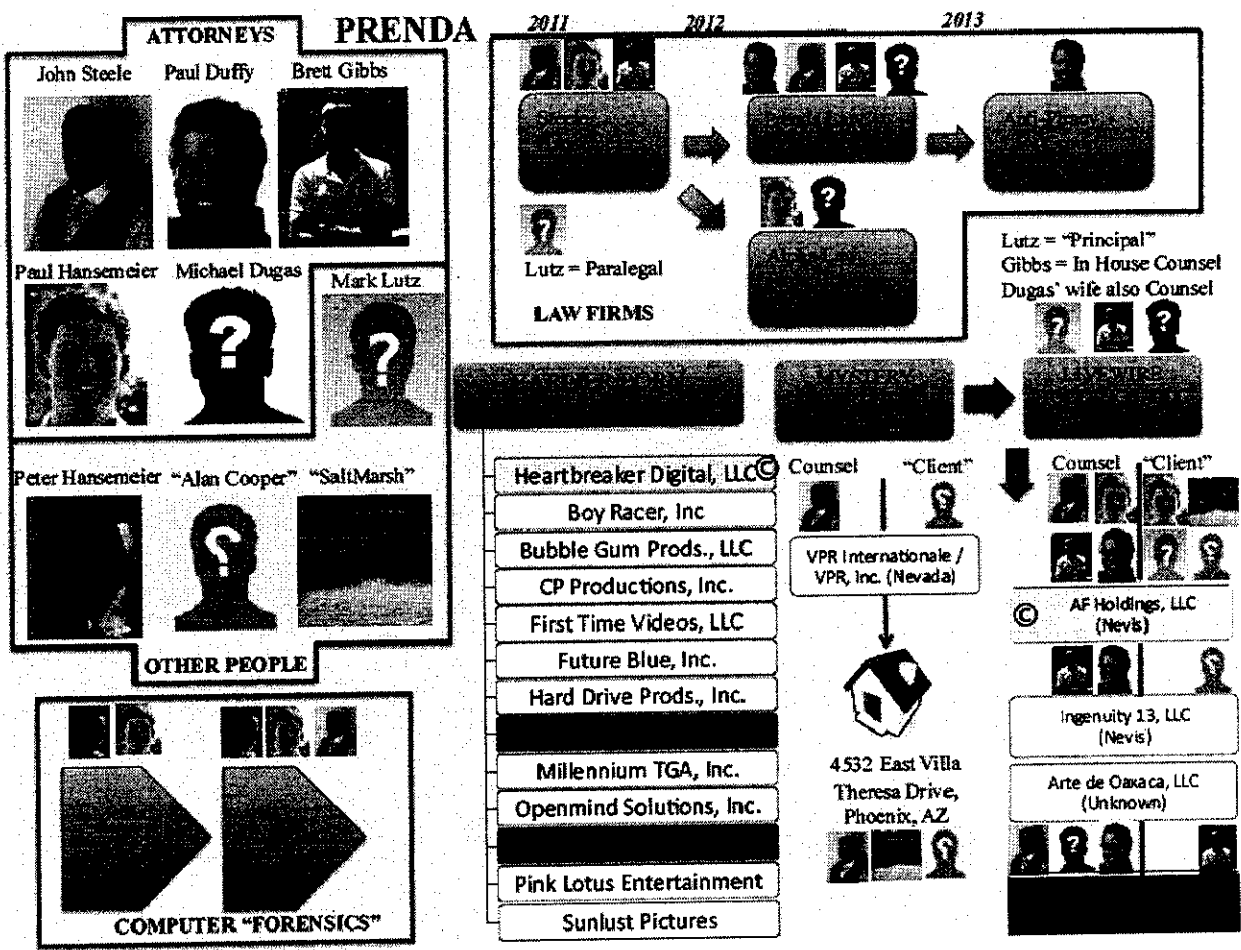 PRENDA
2011
2012
2013
ATTORNEYS
John Steele
Paul Duffy
Brett Gibbs
Paul Hansemeier
Michael Dugas
Mark Lutz
Peter Hansemeier
"Alan Cooper"
"SaltMarsh"
OTHER PEOPLE
COMPUTER "FORENSICS"
Lutz = Paralegal
LAW FIRMS
Lutz = "Principal"
Gibbs = In House Counsel
Dugas' wife also Counsel
MYSTERY
LIVEWIRE
Heartbreaker Digital, LLC ©
Boy Racer, Inc
Bubble Gum Prods., LLC
CP Productions, Inc.
First Time Videos, LLC
Future Blue, Inc.
Hard Drive Prods., Inc.
Millennium TGA, Inc.
Openmind Solutions, Inc.
Pink Lotus Entertainment
Sunlust Pictures
Counsel
"Client"
VPR Internationale /
VPR, Inc. (Nevada)
4532 East Villa
Theresa Drive,
Phoenix, AZ
Counsel
"Client"
© AF Holdings, LLC
(Nevis)
Ingenuity 13, LLC
(Nevis)
Arte de Oaxaca, LLC
(Unknown)